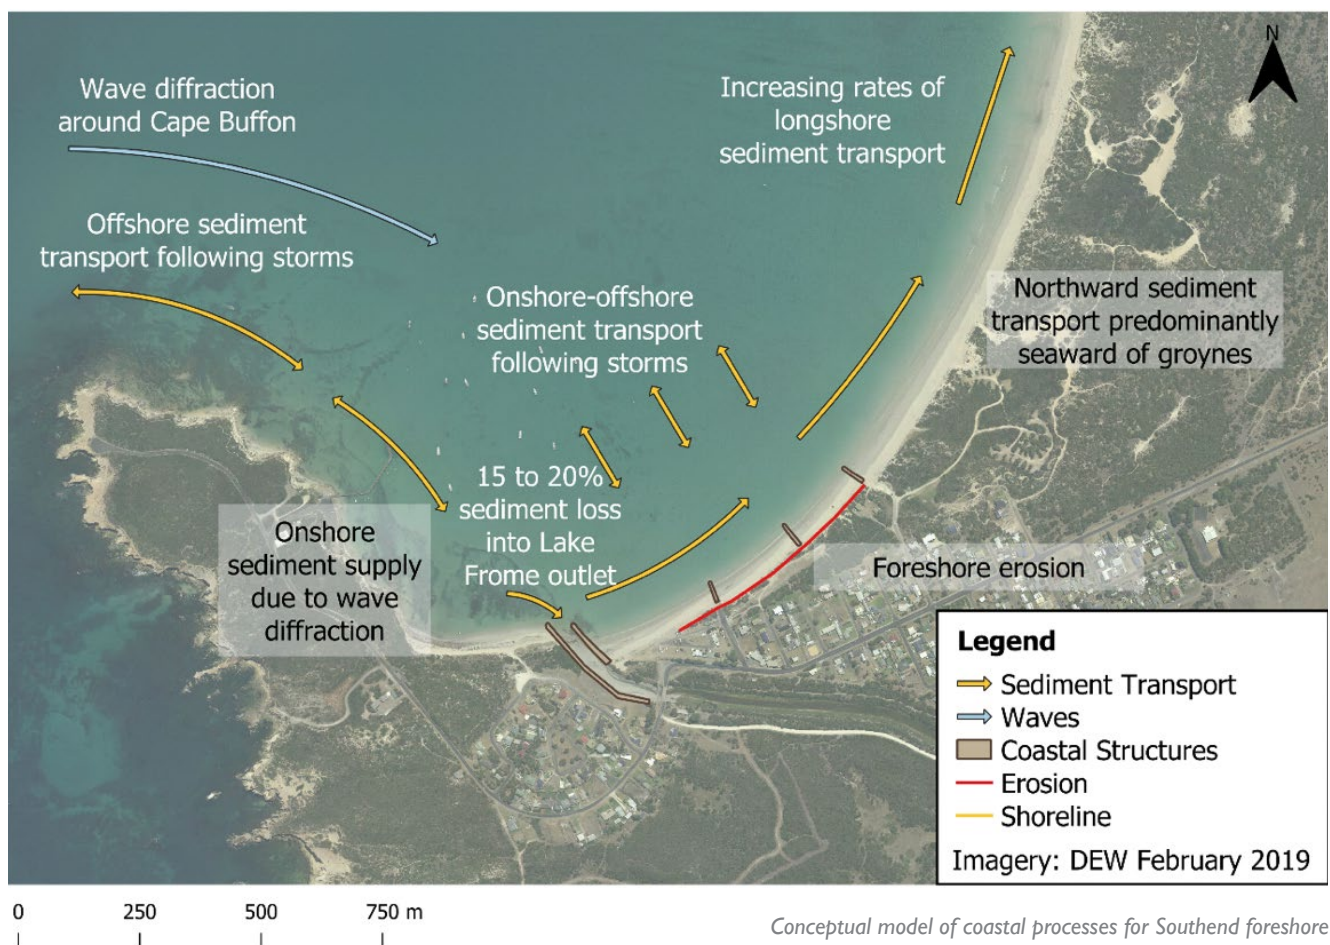 N
Wave diffraction
around Cape Buffon
Increasing rates of
longshore
sediment transport
Offshore sediment
transport following storms
Onshore-offshore
sediment transport
following storms
Northward sediment
transport predominantly
seaward of groynes
15 to 20%
sediment loss
into Lake
Frome outlet
Onshore
sediment supply
due to wave
diffraction
Foreshore erosion
Legend
Sediment Transport
Waves
Coastal Structures
Erosion
Shoreline
Imagery: DEW February 2019
0 250 500 750 m
Conceptual model of coastal processes for Southend foreshore